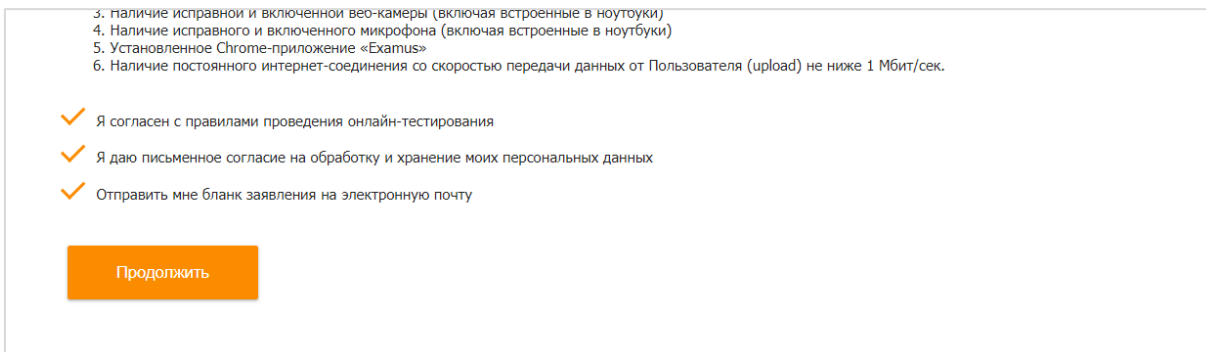 3. Наличие исправной и включенной веб-камеры (включая встроенные в ноутбуки)
4. Наличие исправного и включенного микрофона (включая встроенные в ноутбуки)
5. Установленное Chrome-приложение «Examus»
6. Наличие постоянного интернет-соединения со скоростью передачи данных от Пользователя (upload) не ниже 1 Мбит/сек.
Я согласен с правилами проведения онлайн-тестирования
Я даю письменное согласие на обработку и хранение моих персональных данных
Отправить мне бланк заявления на электронную почту
Продолжить